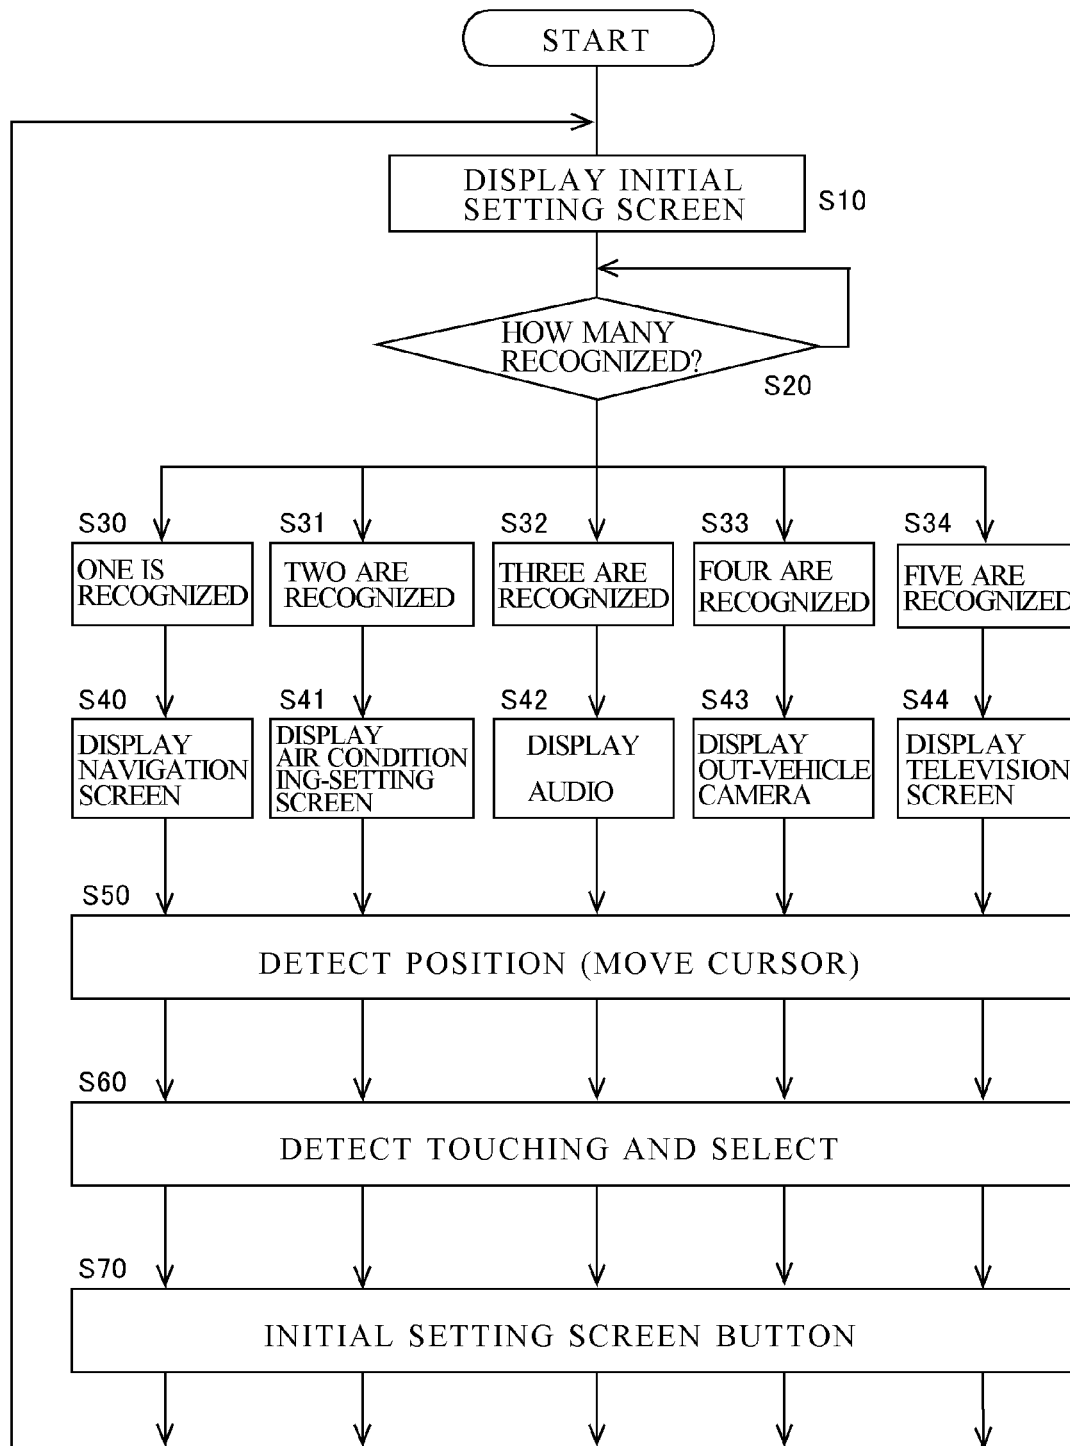 START
DISPLAY INITIAL
SETTING SCREEN
S10
HOW MANY
RECOGNIZED?
S20
S30
S31
S32
S33
S34
ONE IS
RECOGNIZED
TWO ARE
RECOGNIZED
THREE ARE
RECOGNIZED
FOUR ARE
RECOGNIZED
FIVE ARE
RECOGNIZED
S40
S41
S42
S43
S44
DISPLAY
NAVIGATION
SCREEN
DISPLAY
AIR CONDITION
ING-SETTING
SCREEN
DISPLAY
AUDIO
DISPLAY
OUT-VEHICLE
CAMERA
DISPLAY
TELEVISION
SCREEN
S50
DETECT POSITION (MOVE CURSOR)
S60
DETECT TOUCHING AND SELECT
S70
INITIAL SETTING SCREEN BUTTON